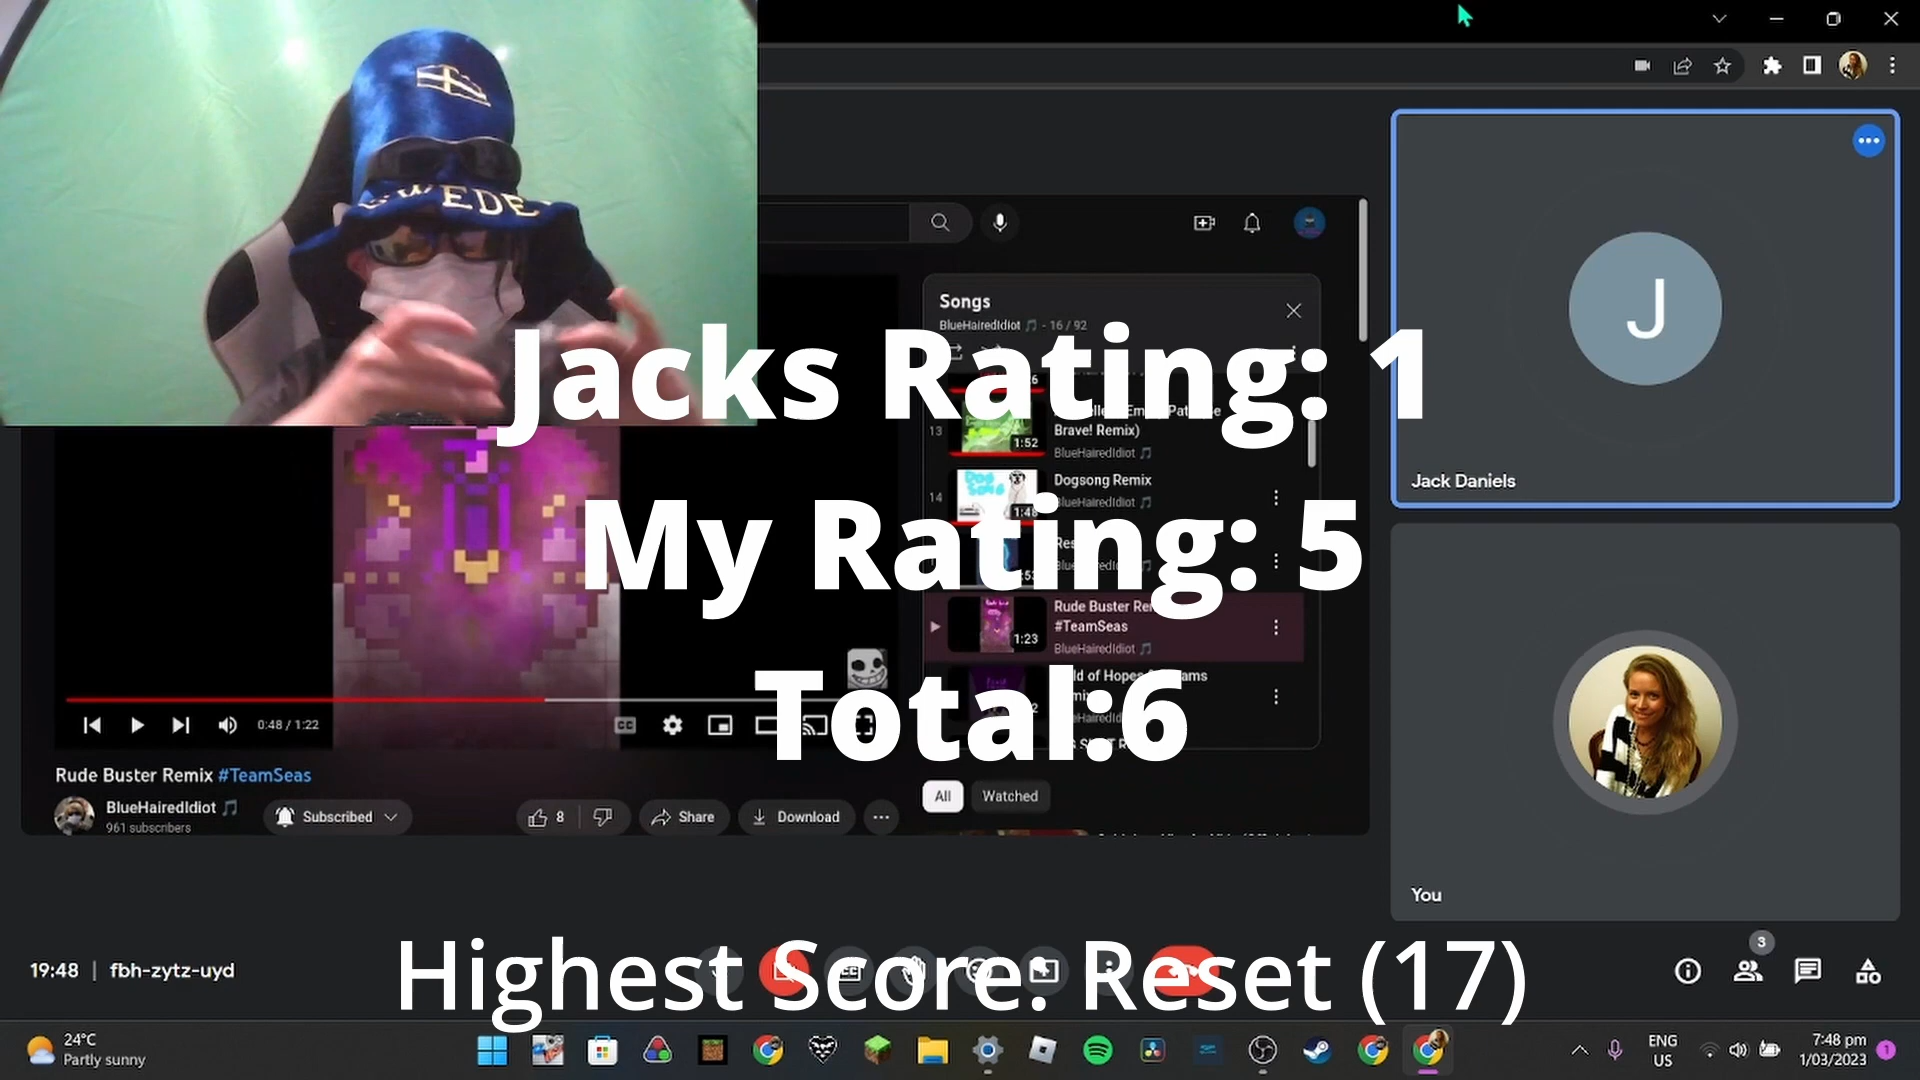 Songs
BlueHairedIdiot 🎵 - 16 / 92
Jacks Rating: 1
13
1:52
Brave! Remix)
BlueHairedIdiot 🎵
14
Dogsong Remix
BlueHairedIdiot 🎵
1:48
My Rating: 5
Rude Buster
#TeamSeas
1:23
BlueHairedIdiot 🎵
Total:6
0:48 / 1:22
Rude Buster Remix #TeamSeas
BlueHairedIdiot 🎵
961 subscribers
Subscribed
8
Share
Download
All
Watched
J
Jack Daniels
You
19:48 | fbh-zytz-uyd
3
Highest Score: Reset (17)
24°C
Partly sunny
ENG
US
7:48 pm
1/03/2023
1